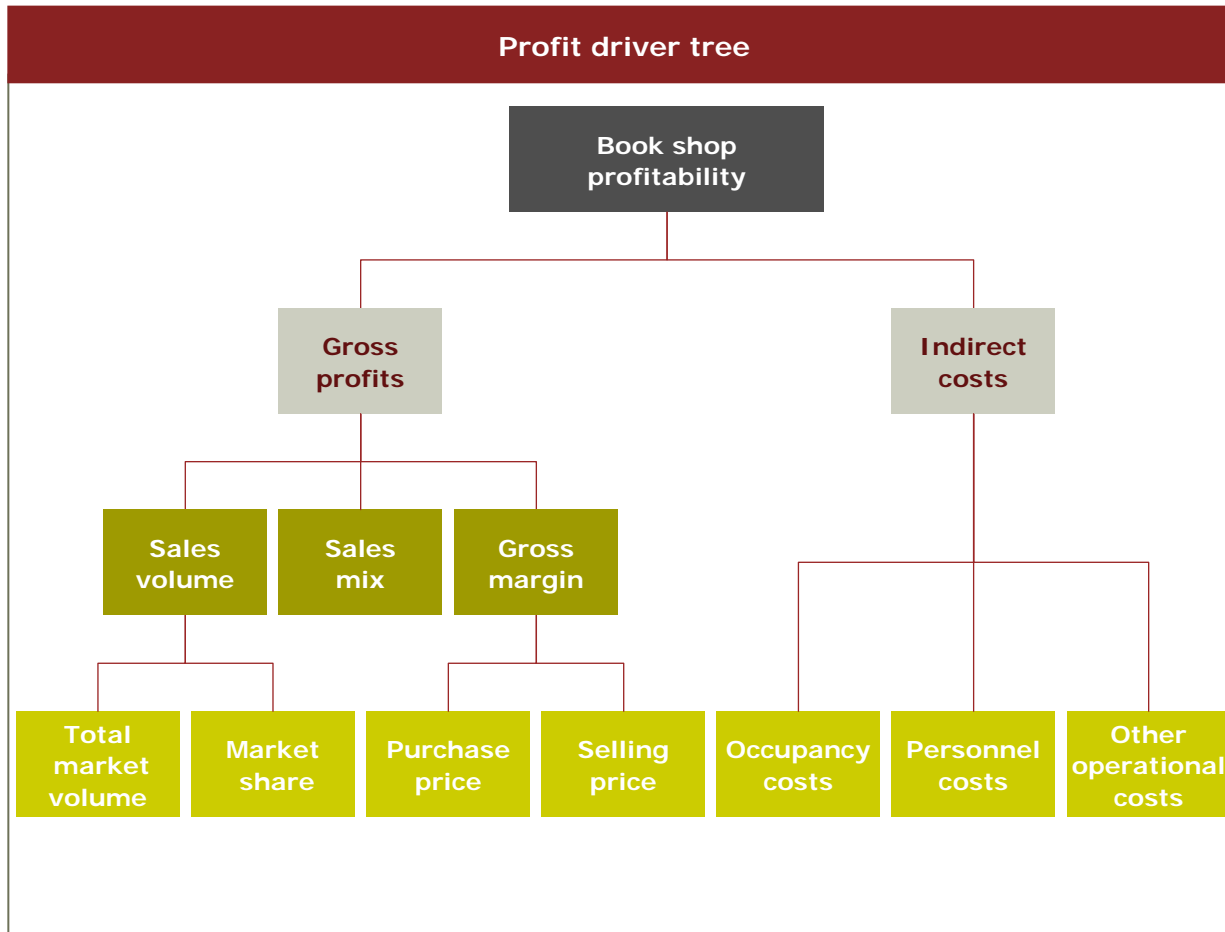 Profit driver tree
Book shop
profitability
Gross
profits
Indirect
costs
Sales
volume
Sales
mix
Gross
margin
Total
market
volume
Market
share
Purchase
price
Selling
price
Occupancy
costs
Personnel
costs
Other
operational
costs